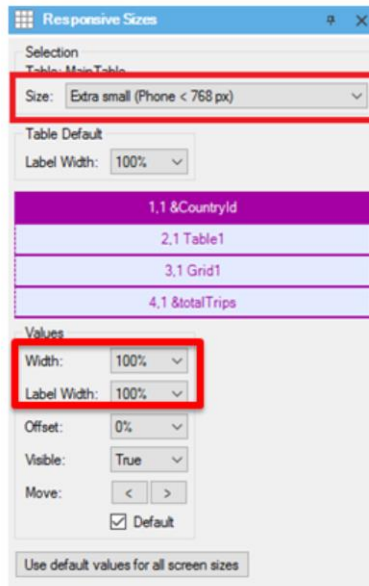 Responsive Sizes
Selection
Table: MainTable
Size: Extra small (Phone < 768 px)
Table Default
Label Width: 100%
1,1 &CountryId
2,1 Table1
3,1 Grid1
4,1 &totalTrips
Values
Width: 100%
Label Width: 100%
Offset: 0%
Visible: True
Move: < >
Default
Use default values for all screen sizes